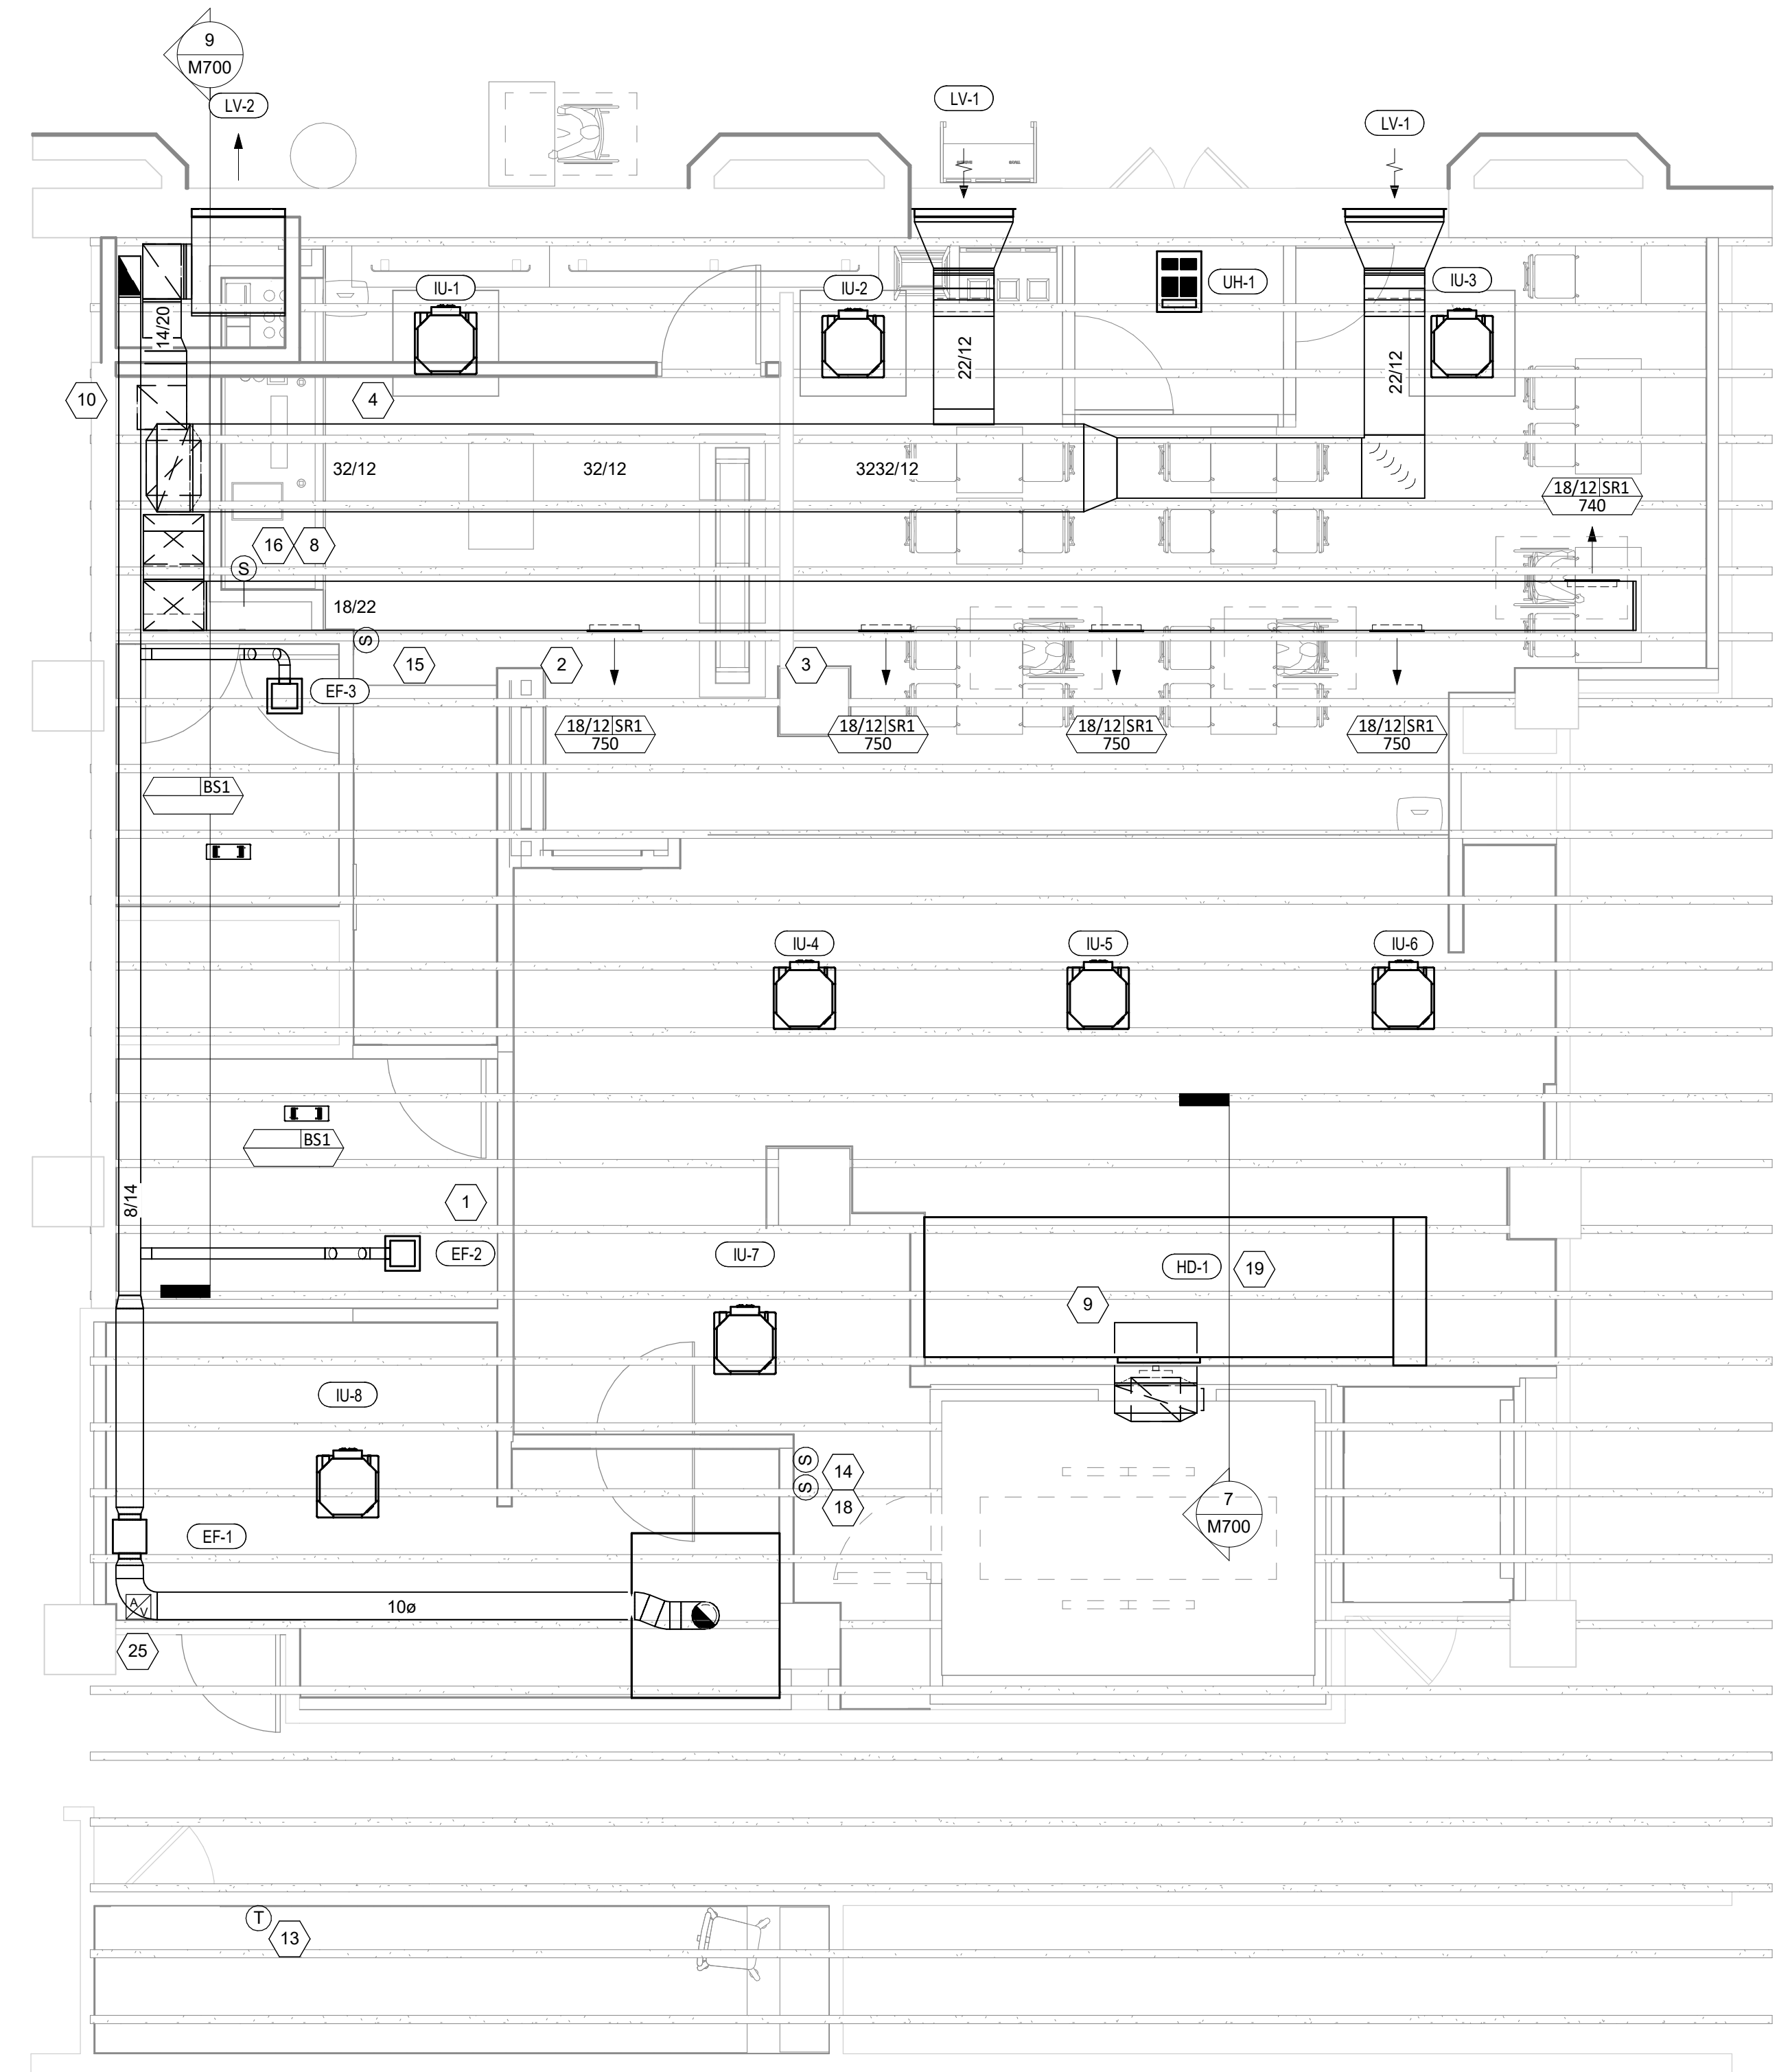 9
M700
LV-2
LV-1
LV-1
IU-1
IU-2
UH-1
IU-3
14/20
22/12
22/12
10
4
32/12
32/12
3232/12
18/12 SR1
740
16
8
S
18/22
S
15
2
3
EF-3
18/12 SR1
750
18/12 SR1
750
18/12 SR1
750
18/12 SR1
750
BS1
IU-4
IU-5
IU-6
BS1
8/14
1
EF-2
IU-7
HD-1
19
9
IU-8
S
14
S
18
7
M700
EF-1
A
V
10ø
25
T
13